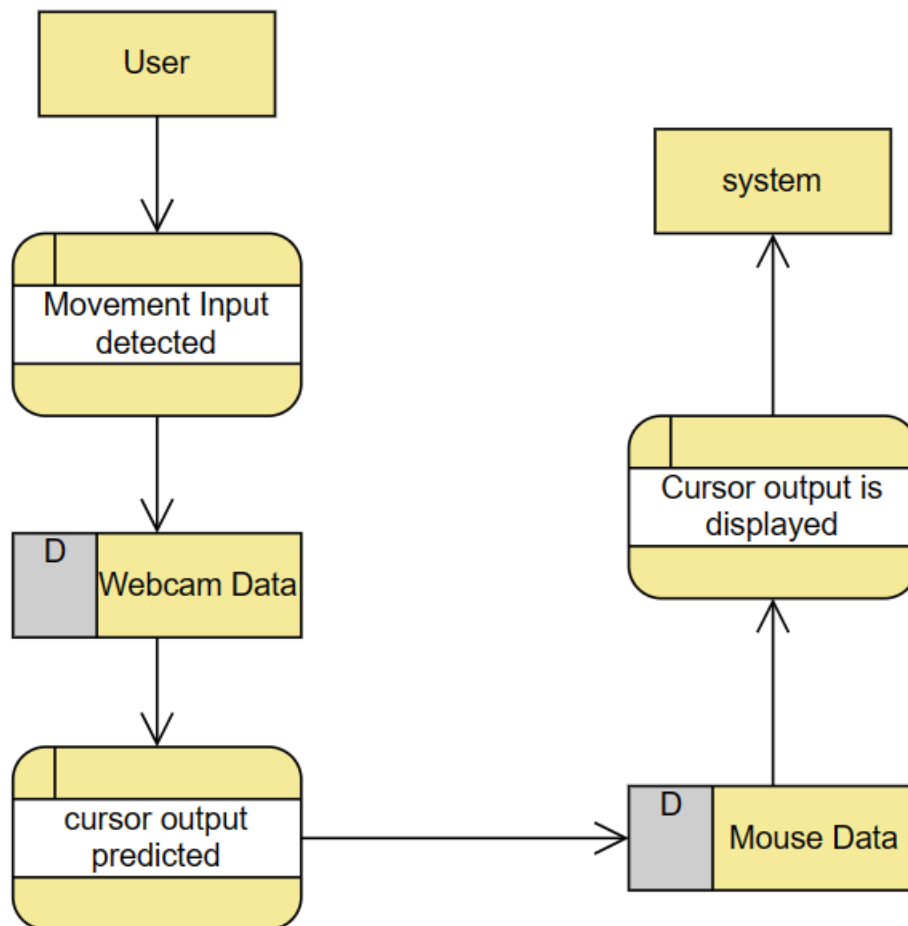 User
Movement Input
detected
D
Webcam Data
cursor output
predicted
D
Mouse Data
Cursor output is
displayed
system